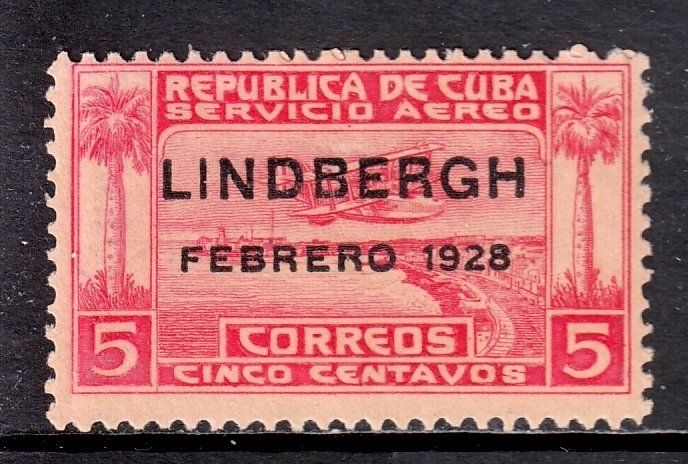 REPUBLICA DE CUBA
SERVICIO AEREO
LINDBERGH
FEBRERO 1928
5 CORREOS 5
CINCO CENTAVOS